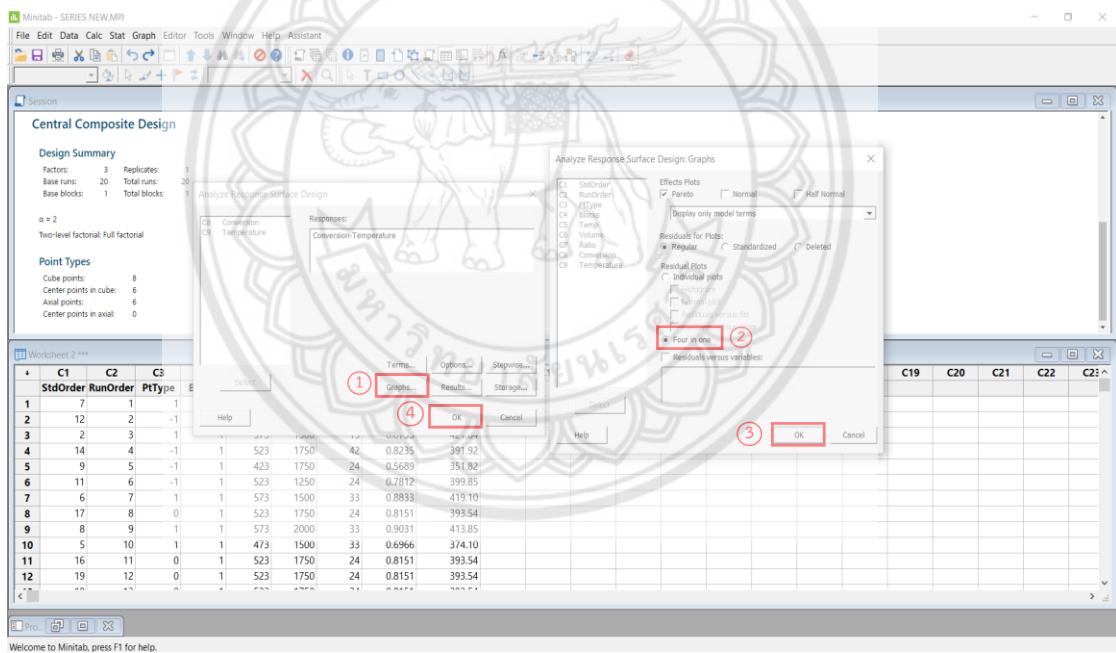 Minitab - SERIES NEW.MPJ
File Edit Data Calc Stat Graph Editor Tools Window Help Assistant
Session
Central Composite Design
Design Summary
Factors: 3 Replicates: 1
Base runs: 20 Total runs: 20
Base blocks: 1 Total blocks: 1
α = 2
Two-level factorial: Full factorial
Point Types
Cube points: 8
Center points in cube: 6
Axial points: 6
Center points in axial: 0
Analyze Response Surface Design
C8 Conversion
C9 Temperature
Responses:
Conversion-Temperature
Terms... Options... Stepwise...
1 Graphs... Results... Storage...
Select
Help 4 OK Cancel
Analyze Response Surface Design: Graphs
C1 StdOrder
C2 RunOrder
C3 PtType
C4 Blocks
C5 Temp
C6 Volume
C7 Ratio
C8 Conversion
C9 Temperature
Effects Plots
Pareto Normal Half Normal
Display only model terms
Residuals for Plots:
Regular Standardized Deleted
Residual Plots
Individual plots
Histogram
Normal plot
Residuals versus fits
Four in one 2
Residuals versus variables:
Select
Help 3 OK Cancel
Worksheet 2 ***
C1 C2 C3 C19 C20 C21 C22 C23
StdOrder RunOrder PtType
1 7 1 1
2 12 2 -1
3 2 3 1 1 573 1500 15 421.64
4 14 4 -1 1 523 1750 42 0.8235 391.92
5 9 5 -1 1 423 1750 24 0.5689 351.82
6 11 6 -1 1 523 1250 24 0.7812 399.85
7 6 7 1 1 573 1500 33 0.8833 419.10
8 17 8 0 1 523 1750 24 0.8151 393.54
9 8 9 1 1 573 2000 33 0.9031 413.85
10 5 10 1 1 473 1500 33 0.6966 374.10
11 16 11 0 1 523 1750 24 0.8151 393.54
12 19 12 0 1 523 1750 24 0.8151 393.54
Pro...
Welcome to Minitab, press F1 for help.